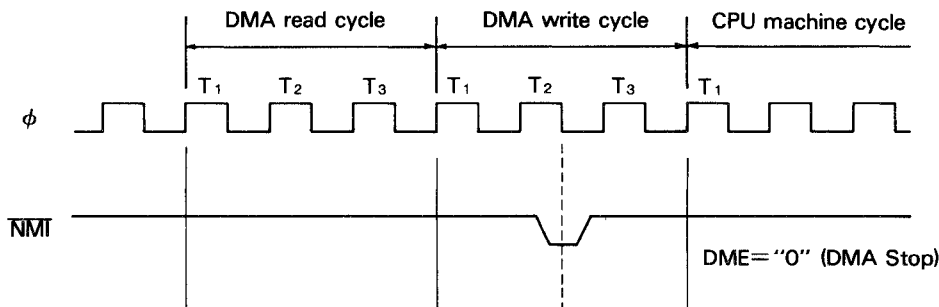 DMA read cycle DMA write cycle CPU machine cycle
T1 T2 T3 T1 T2 T3 T1
φ
N̅M̅I̅
DME="0" (DMA Stop)